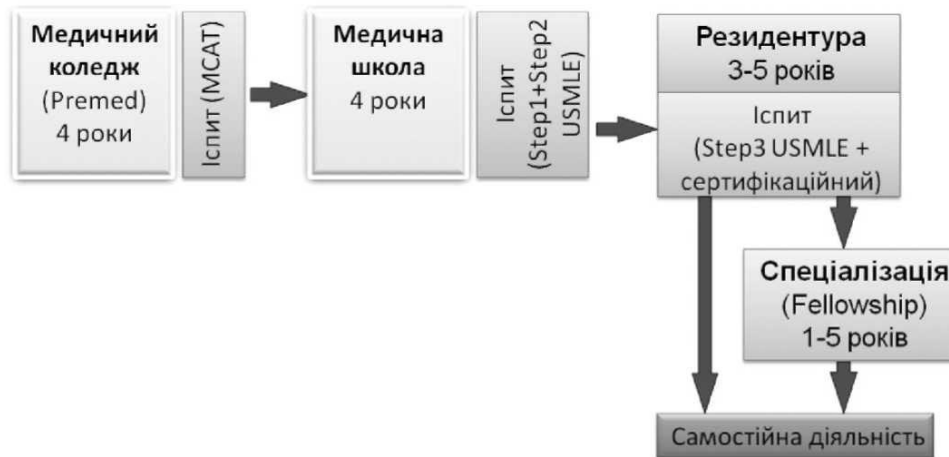 Медичний
коледж
(Premed)
4 роки
Іспит (MCAT)
Медична
школа
4 роки
Іспит
(Step1+Step2
USMLE)
Резидентура
3-5 років
Іспит
(Step3 USMLE +
сертифікаційний)
Спеціалізація
(Fellowship)
1-5 років
Самостійна діяльність